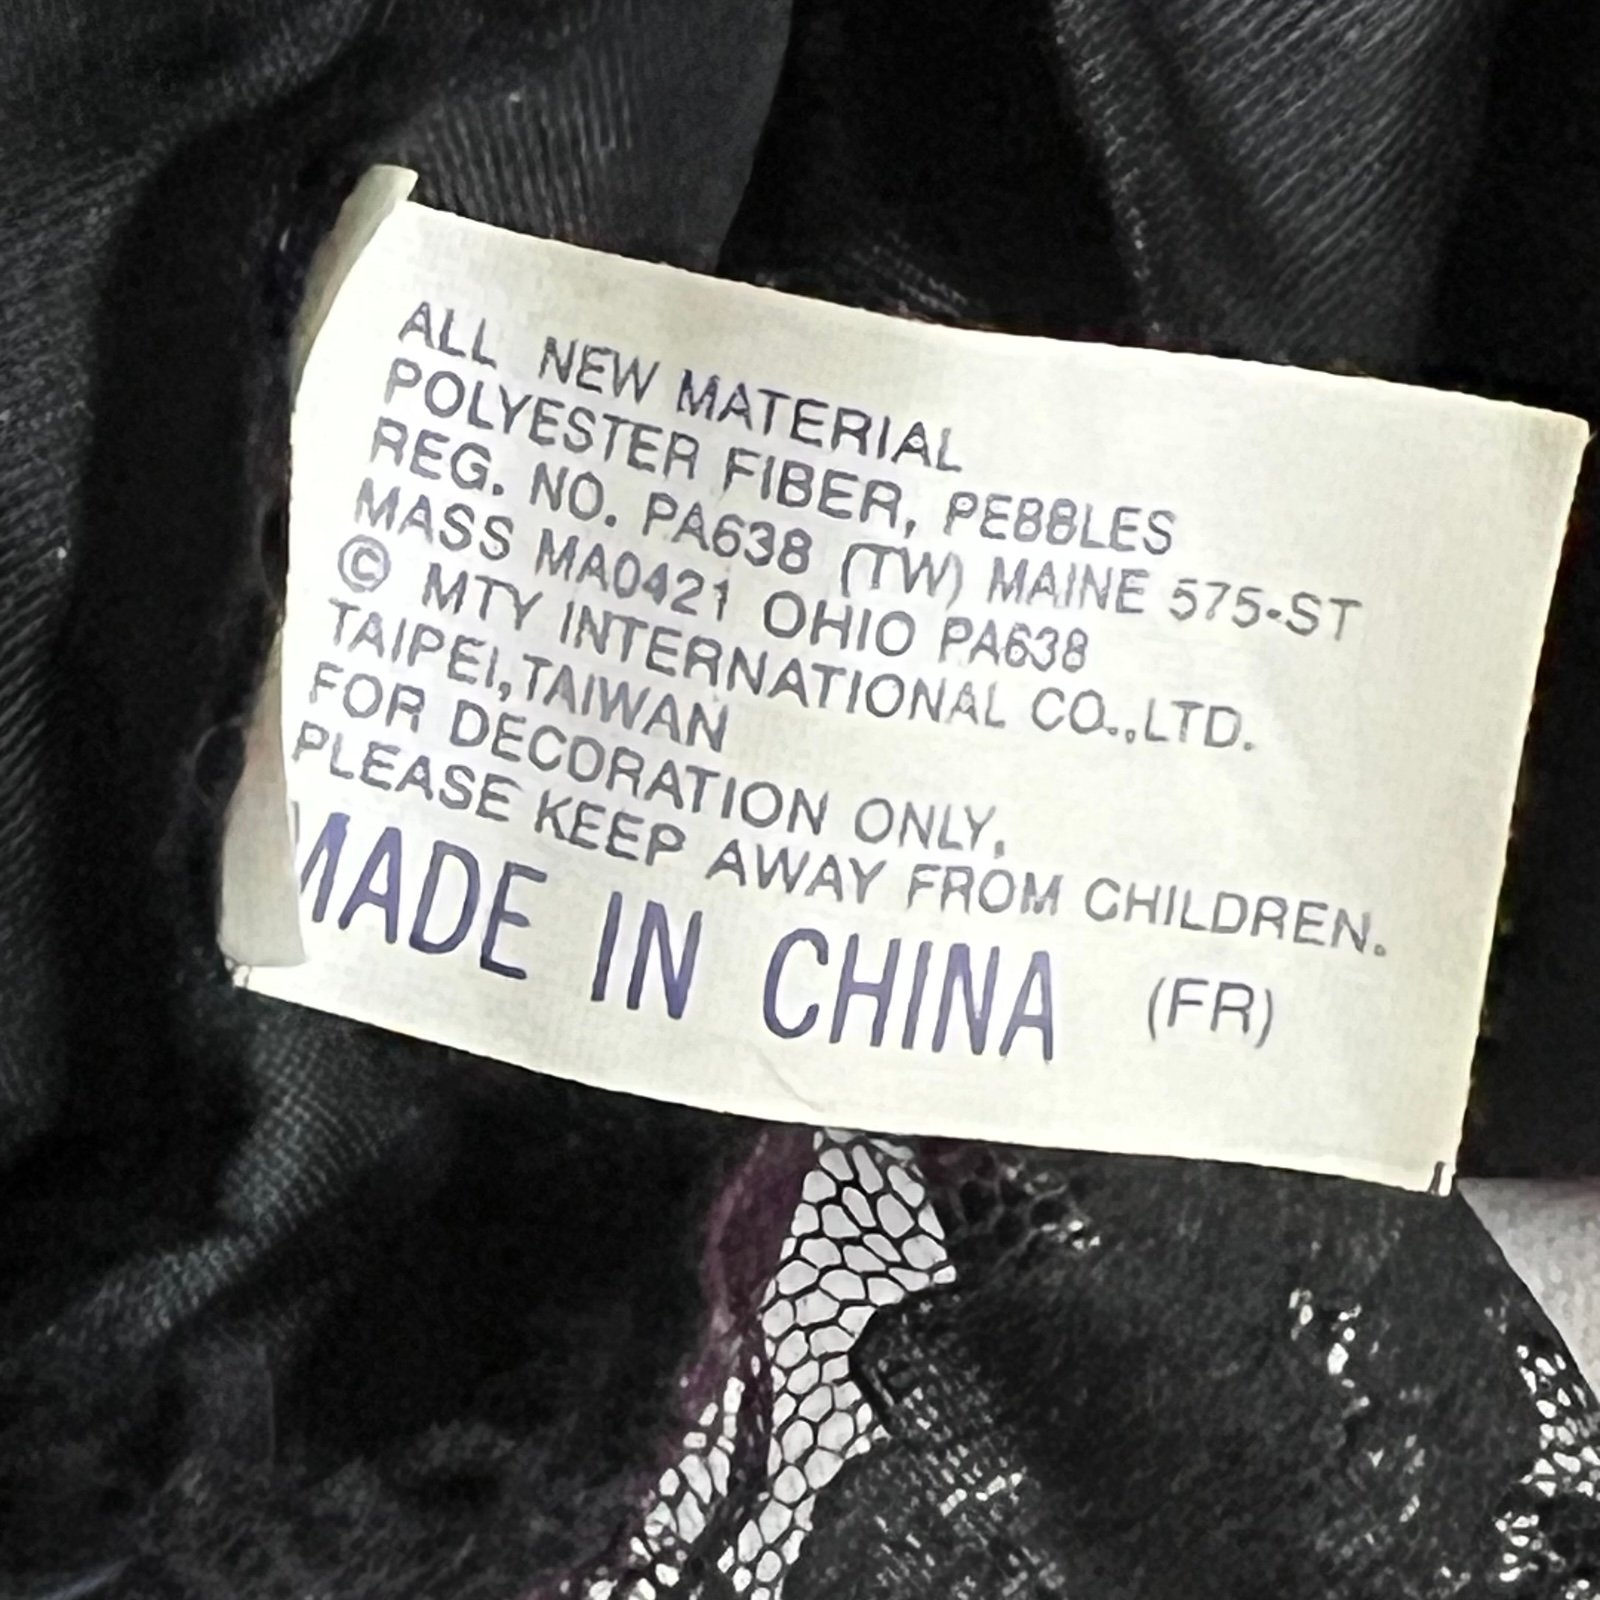 ALL NEW MATERIAL
POLYESTER FIBER, PEBBLES
REG. NO. PA638 (TW) MAINE 575-ST
MASS MA0421 OHIO PA638
© MTY INTERNATIONAL CO.,LTD.
TAIPEI,TAIWAN
FOR DECORATION ONLY,
PLEASE KEEP AWAY FROM CHILDREN.
MADE IN CHINA (FR)